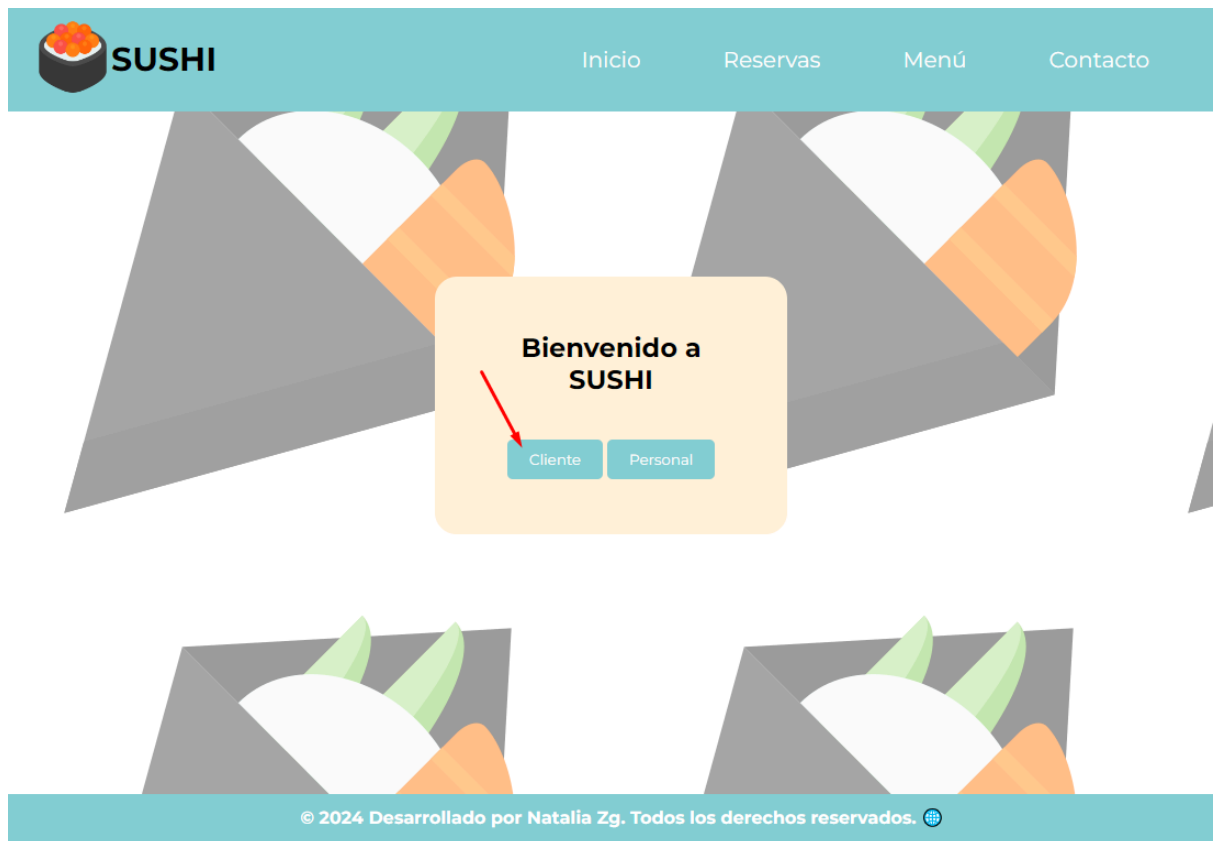 SUSHI
Inicio Reservas Menú Contacto
Bienvenido a
SUSHI
Cliente Personal
© 2024 Desarrollado por Natalia Zg. Todos los derechos reservados. 🌐